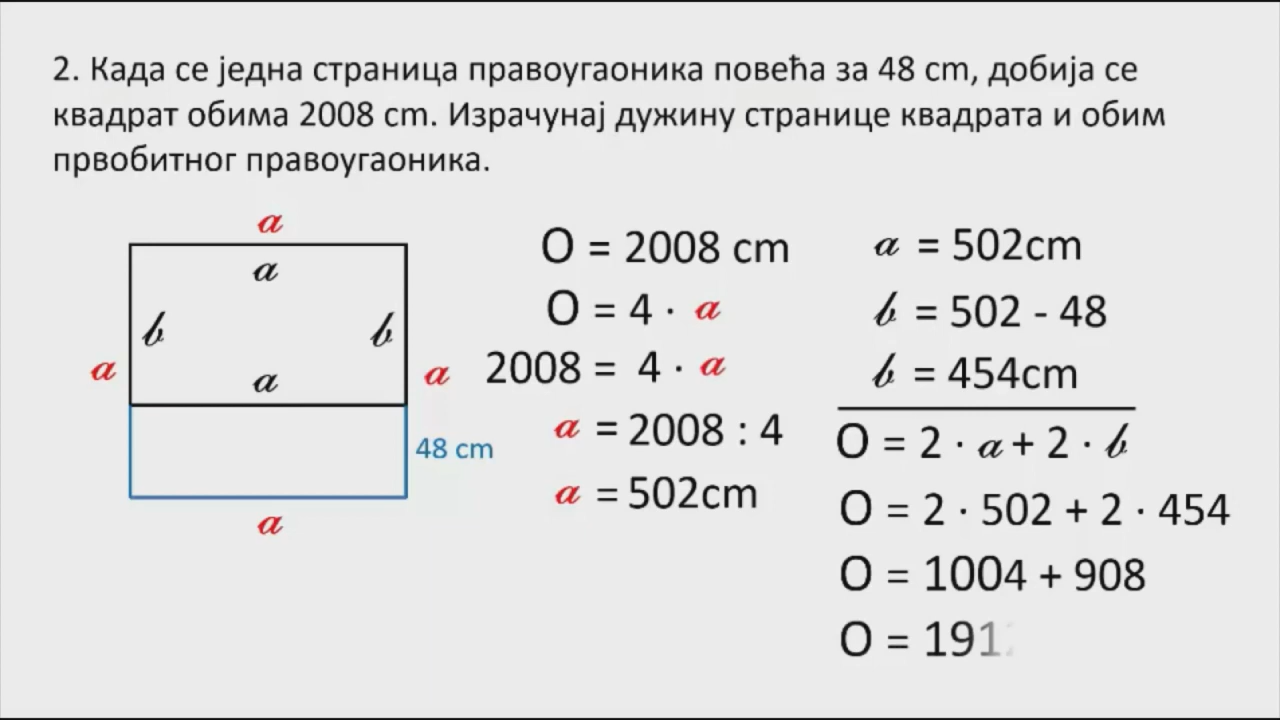 2. Када се једна страница правоугаоника повећа за 48 cm, добија се
квадрат обима 2008 cm. Израчунај дужину странице квадрата и обим
првобитног правоугаоника.
a
a
b b
a a
a
48 cm
a
O = 2008 cm
O = 4 · a
2008 = 4 · a
a = 2008 : 4
a = 502cm
a = 502cm
b = 502 - 48
b = 454cm
O = 2 · a + 2 · b
O = 2 · 502 + 2 · 454
O = 1004 + 908
O = 191